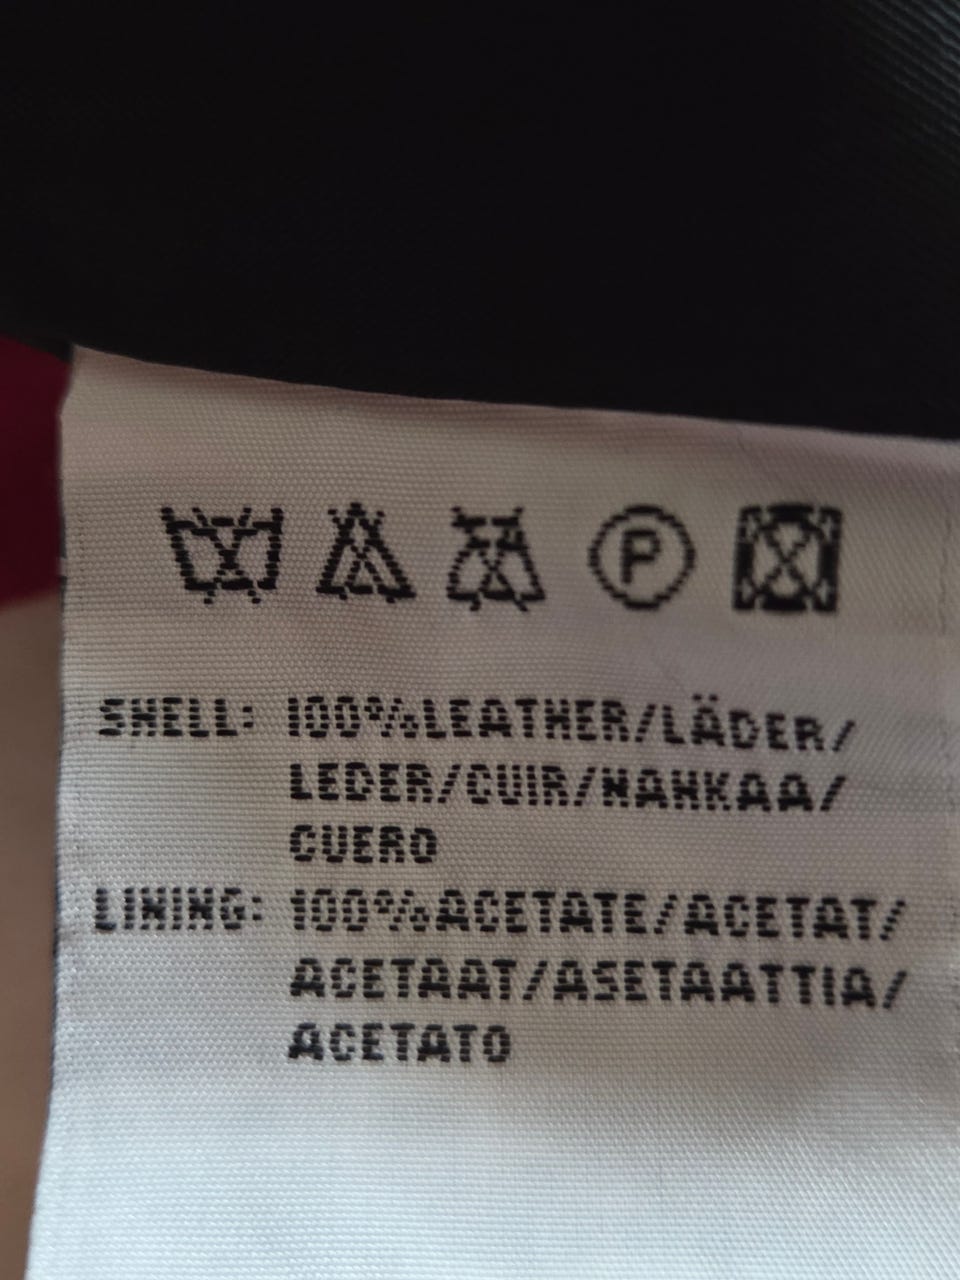 P
SHELL: 100%LEATHER/LÄDER/
LEDER/CUIR/NAHKAA/
CUERO
LINING: 100%ACETATE/ACETAT/
ACETAAT/ASETAATTIA/
ACETATO